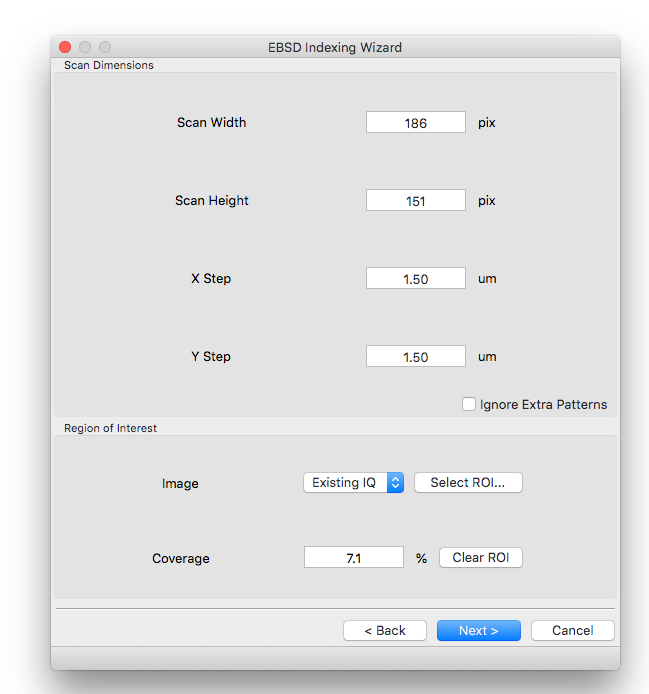 EBSD Indexing Wizard
Scan Dimensions
Scan Width 186 pix
Scan Height 151 pix
X Step 1.50 um
Y Step 1.50 um
Ignore Extra Patterns
Region of Interest
Image Existing IQ Select ROI...
Coverage 7.1 % Clear ROI
< Back Next > Cancel